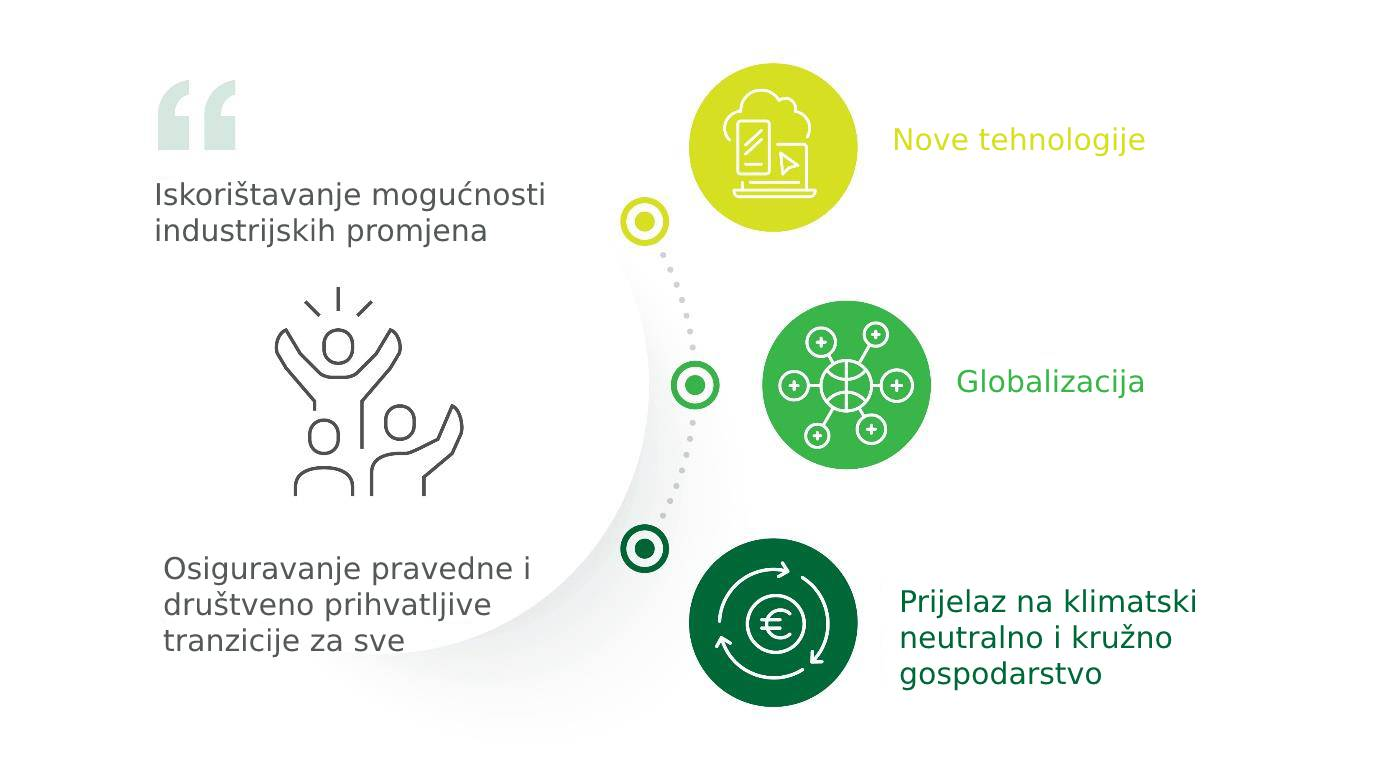 Iskorištavanje mogućnosti
industrijskih promjena
Osiguravanje pravedne i
društveno prihvatljive
tranzicije za sve
Nove tehnologije
Globalizacija
Prijelaz na klimatski
neutralno i kružno
gospodarstvo